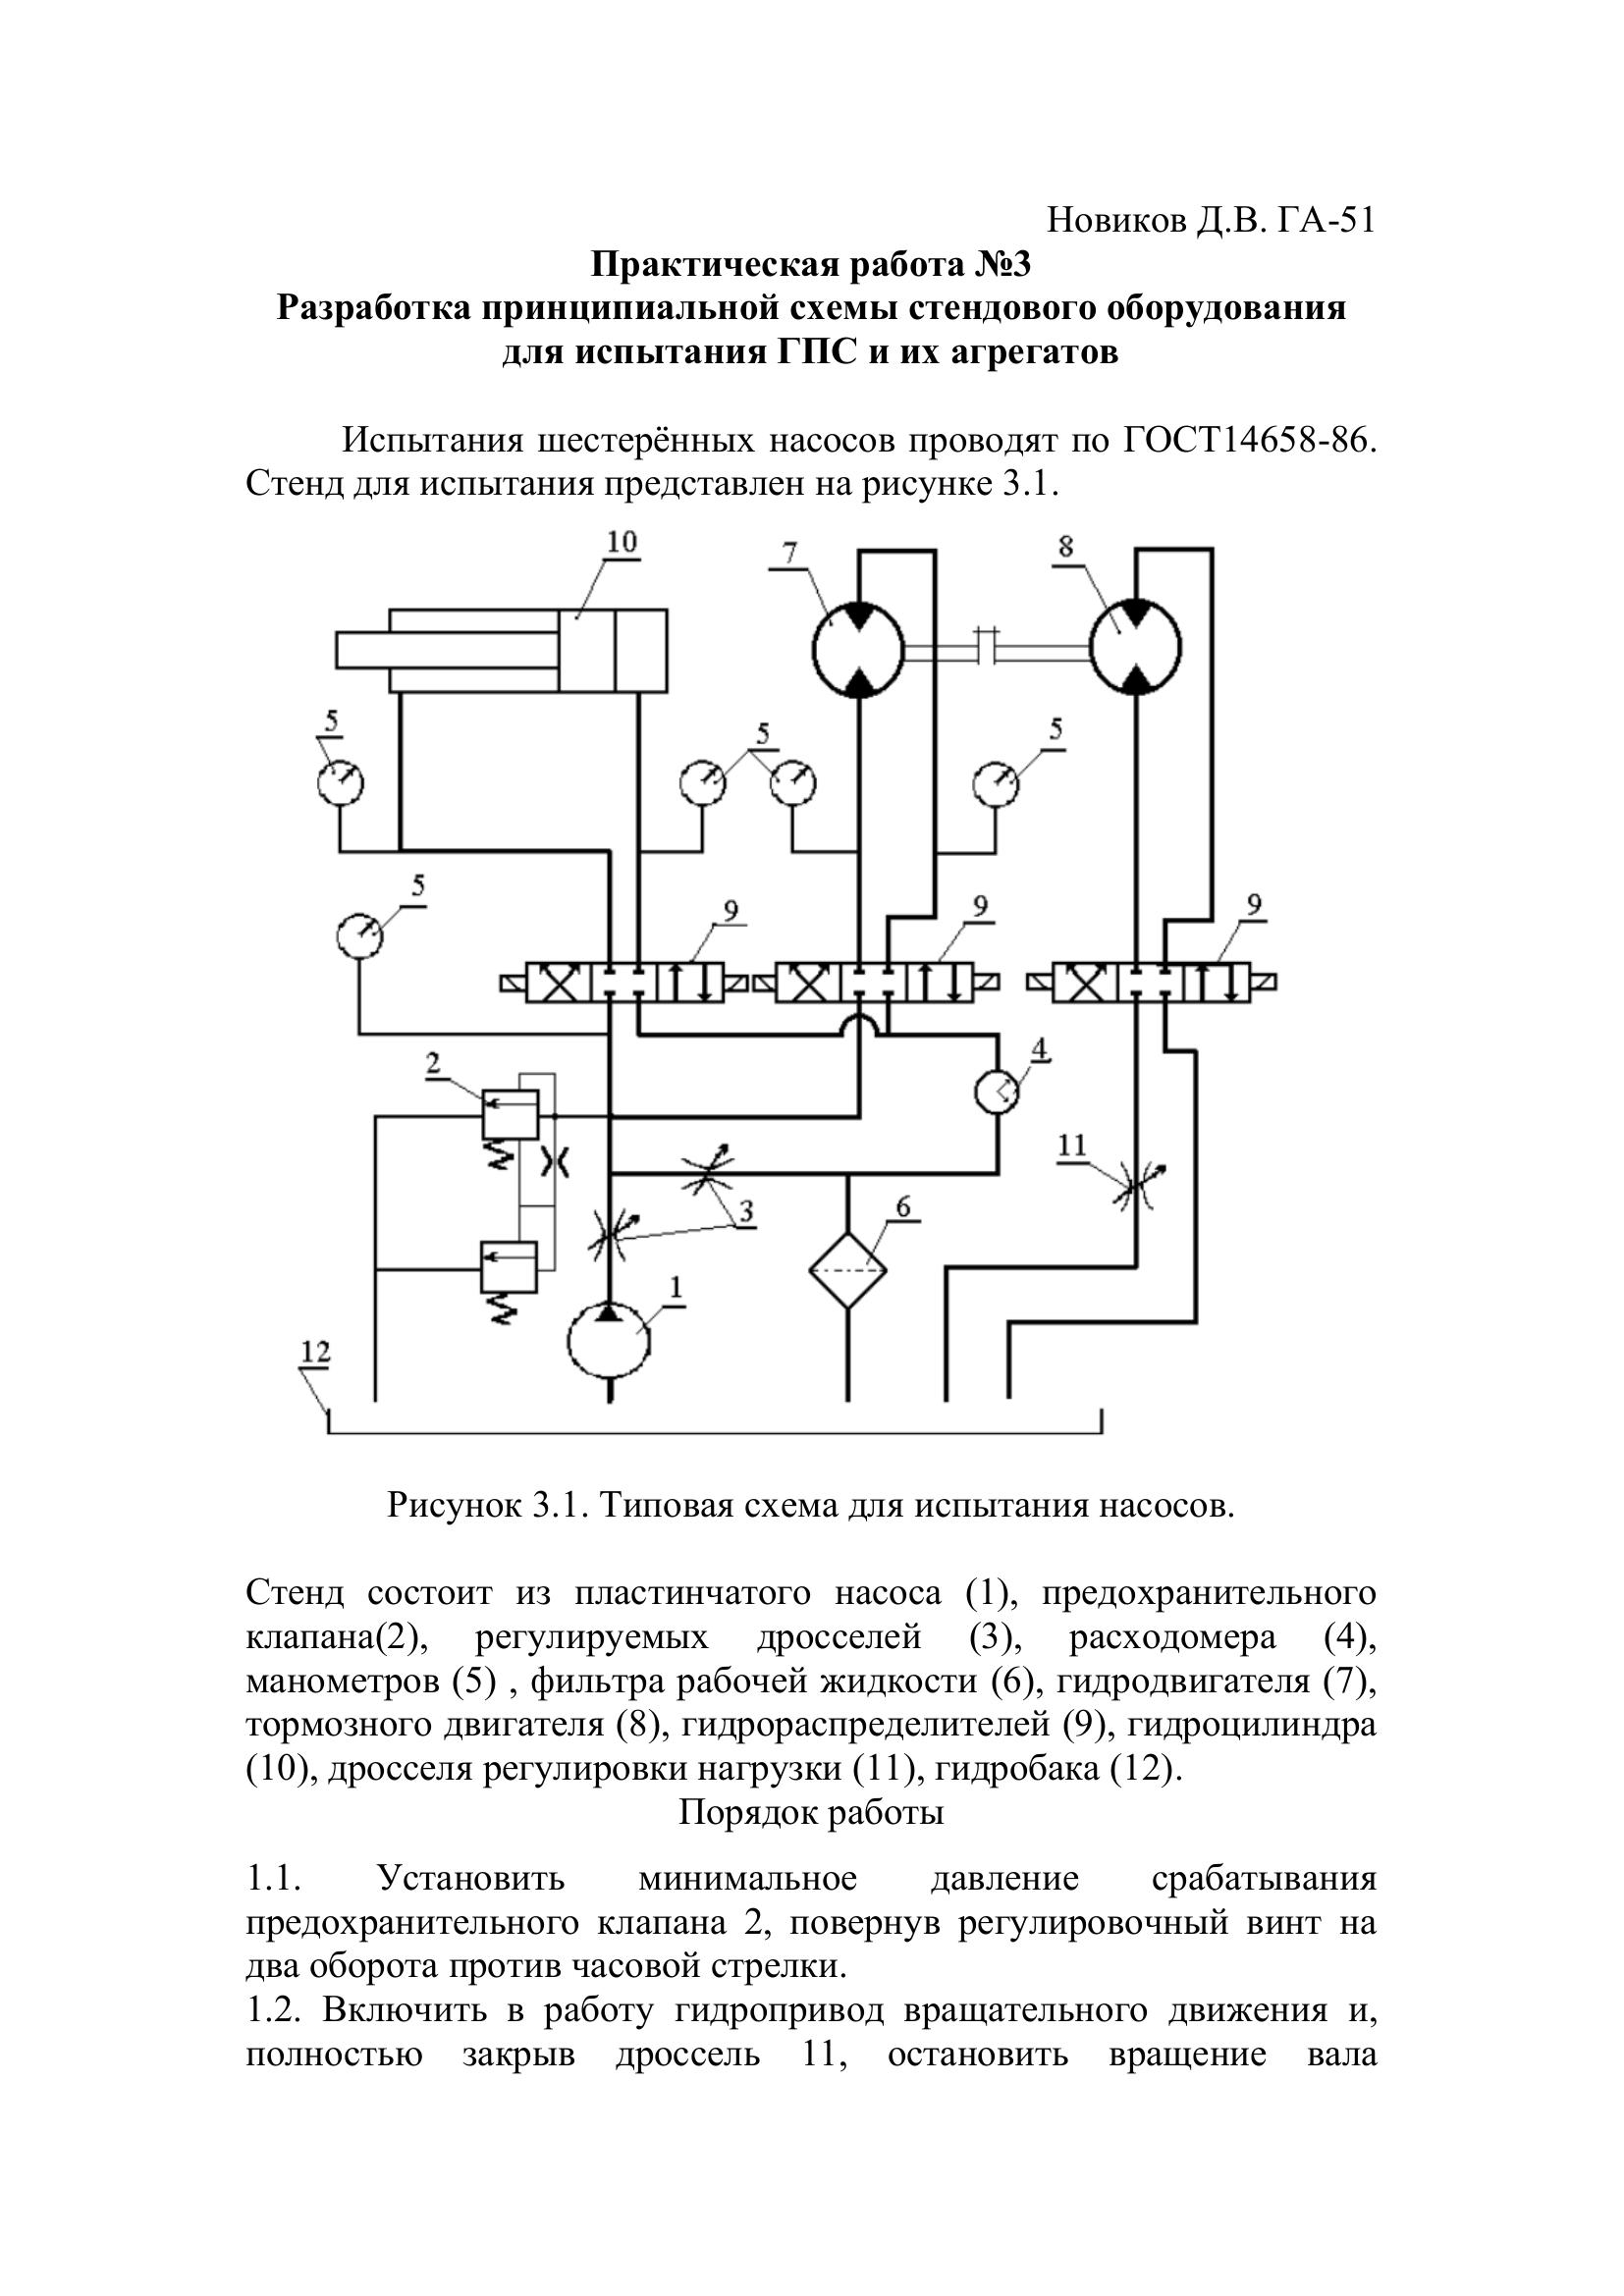 Новиков Д.В. ГА-51
Практическая работа №3
Разработка принципиальной схемы стендового оборудования
для испытания ГПС и их агрегатов
Испытания шестерённых насосов проводят по ГОСТ14658-86.
Стенд для испытания представлен на рисунке 3.1.
10
7
8
5
5
5
5
9
9
9
2
4
11
3
6
1
12
Рисунок 3.1. Типовая схема для испытания насосов.
Стенд состоит из пластинчатого насоса (1), предохранительного
клапана(2), регулируемых дросселей (3), расходомера (4),
манометров (5) , фильтра рабочей жидкости (6), гидродвигателя (7),
тормозного двигателя (8), гидрораспределителей (9), гидроцилиндра
(10), дросселя регулировки нагрузки (11), гидробака (12).
Порядок работы
1.1. Установить минимальное давление срабатывания
предохранительного клапана 2, повернув регулировочный винт на
два оборота против часовой стрелки.
1.2. Включить в работу гидропривод вращательного движения и,
полностью закрыв дроссель 11, остановить вращение вала